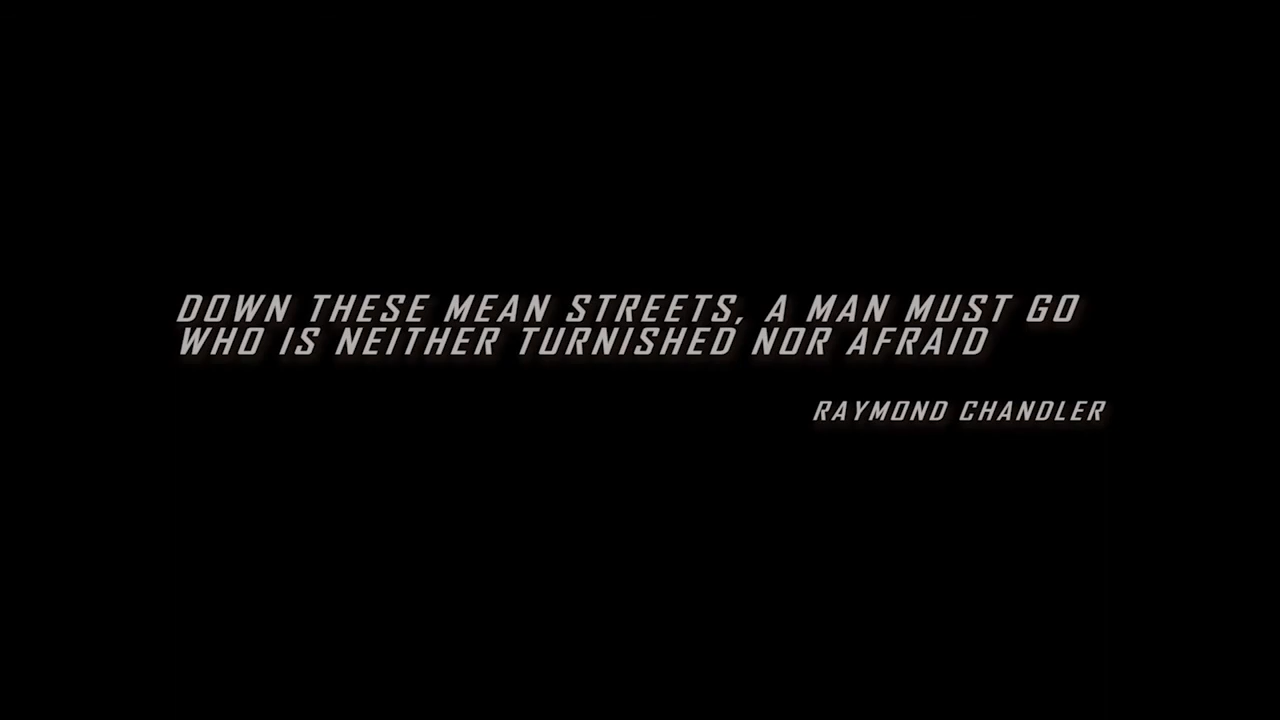 DOWN THESE MEAN STREETS, A MAN MUST GO
WHO IS NEITHER TURNISHED NOR AFRAID
RAYMOND CHANDLER